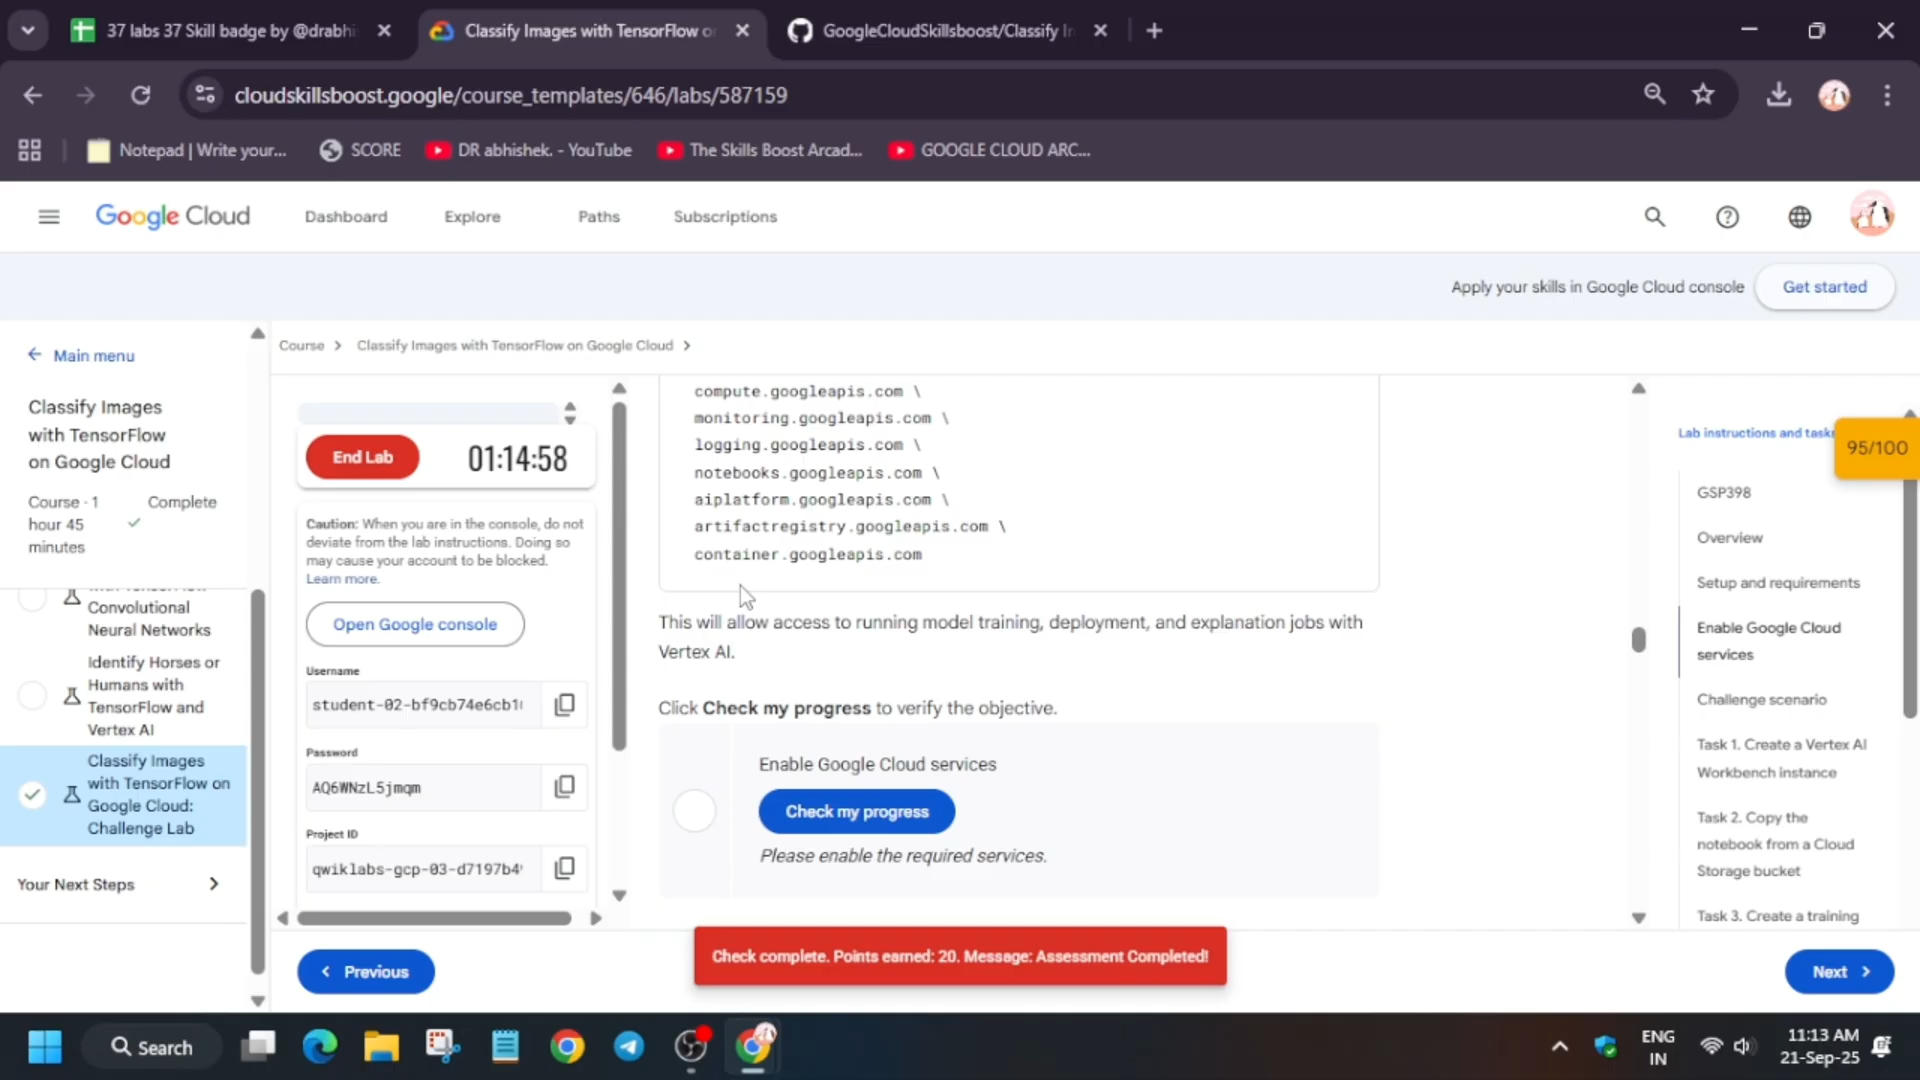 37 labs 37 Skill badge by @drabhi
Classify Images with TensorFlow o
GoogleCloudSkillsboost/Classify I
cloudskillsboost.google/course_templates/646/labs/587159
Notepad | Write your...
SCORE
DR abhishek. - YouTube
The Skills Boost Arcad...
GOOGLE CLOUD ARC...
Google Cloud
Dashboard
Explore
Paths
Subscriptions
Apply your skills in Google Cloud console
Get started
Main menu
Classify Images
with TensorFlow
on Google Cloud
Course · 1
hour 45
minutes
Complete
Convolutional
Neural Networks
Identify Horses or
Humans with
TensorFlow and
Vertex AI
Classify Images
with TensorFlow on
Google Cloud:
Challenge Lab
Your Next Steps
Course
Classify Images with TensorFlow on Google Cloud
End Lab
01:14:58
Caution: When you are in the console, do not
deviate from the lab instructions. Doing so
may cause your account to be blocked.
Learn more.
Open Google console
Username
student-02-bf9cb74e6cb1
Password
AQ6WNzL5jmqm
Project ID
qwiklabs-gcp-03-d7197b4
compute.googleapis.com \
monitoring.googleapis.com \
logging.googleapis.com \
notebooks.googleapis.com \
aiplatform.googleapis.com \
artifactregistry.googleapis.com \
container.googleapis.com
This will allow access to running model training, deployment, and explanation jobs with
Vertex AI.
Click Check my progress to verify the objective.
Enable Google Cloud services
Check my progress
Please enable the required services.
Check complete. Points earned: 20. Message: Assessment Completed!
Previous
Next
Lab instructions and tasks
95/100
GSP398
Overview
Setup and requirements
Enable Google Cloud
services
Challenge scenario
Task 1. Create a Vertex AI
Workbench instance
Task 2. Copy the
notebook from a Cloud
Storage bucket
Task 3. Create a training
Search
ENG
IN
11:13 AM
21-Sep-25